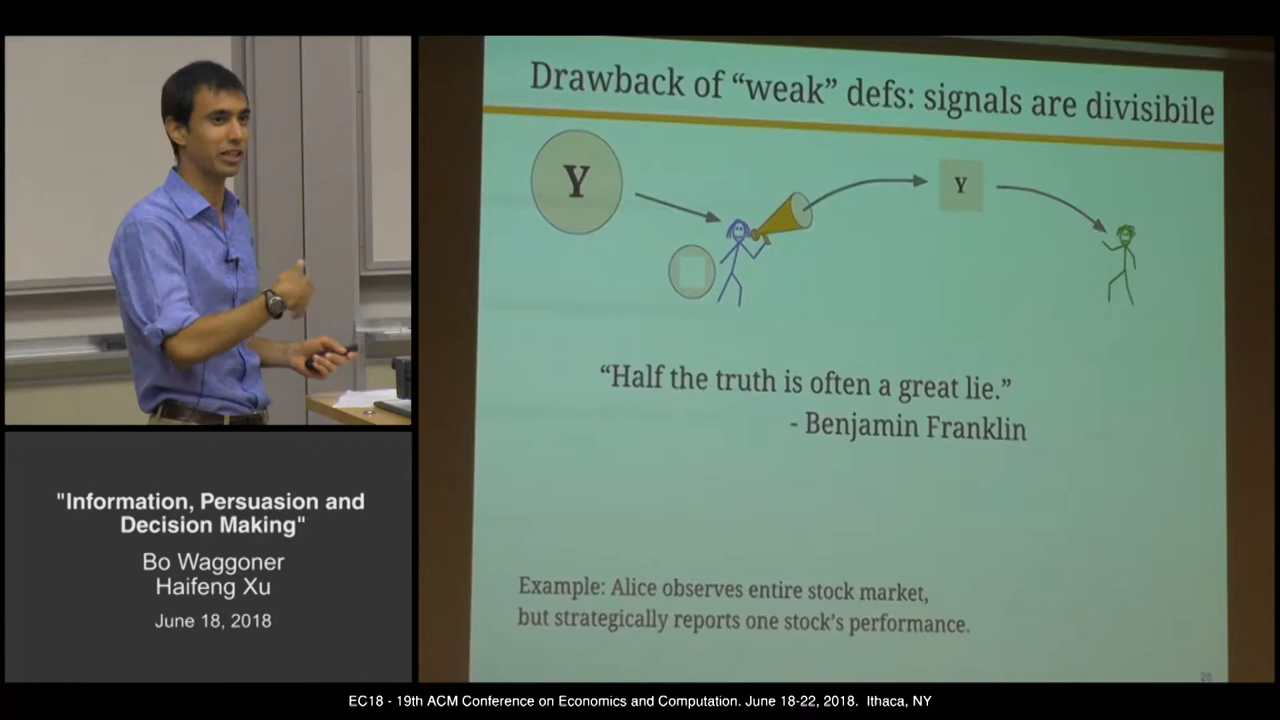 Drawback of “weak” defs: signals are divisibile
Y
Y
“Half the truth is often a great lie.”
- Benjamin Franklin
Example: Alice observes entire stock market,
but strategically reports one stock’s performance.
"Information, Persuasion and
Decision Making"
Bo Waggoner
Haifeng Xu
June 18, 2018
EC18 - 19th ACM Conference on Economics and Computation. June 18-22, 2018. Ithaca, NY